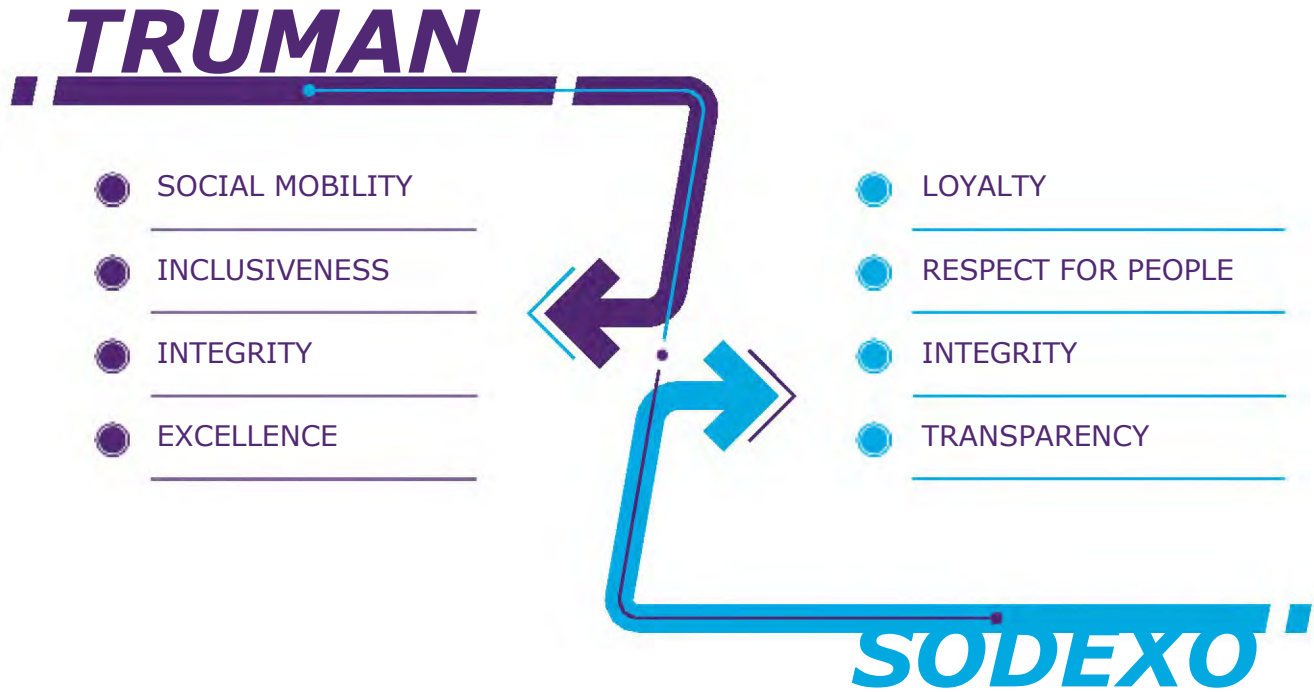 TRUMAN
SOCIAL MOBILITY
INCLUSIVENESS
INTEGRITY
EXCELLENCE
LOYALTY
RESPECT FOR PEOPLE
INTEGRITY
TRANSPARENCY
SODEXO